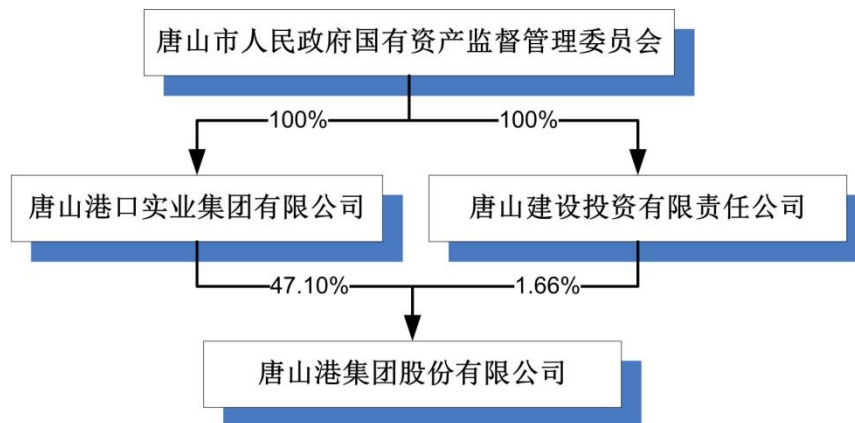 唐山市人民政府国有资产监督管理委员会
100%
100%
唐山港口实业集团有限公司
唐山建设投资有限责任公司
47.10%
1.66%
唐山港集团股份有限公司